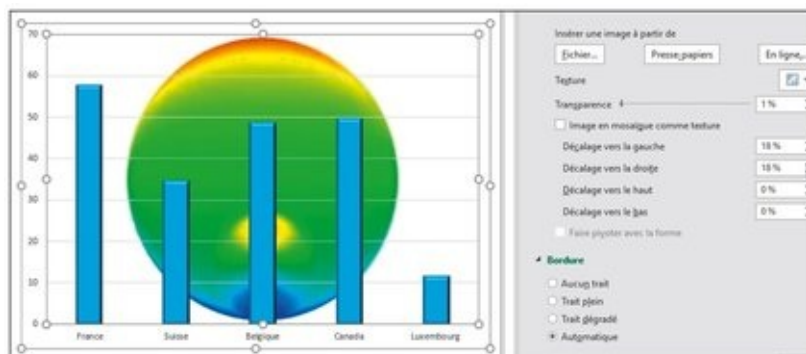 70
60
50
40
30
20
10
0
France
Suisse
Belgique
Canada
Luxembourg
Insérer une image à partir de
Fichier...
Presse-papiers
En ligne...
Texture
Transparence
1 %
Image en mosaïque comme texture
Décalage vers la gauche
18 %
Décalage vers la droite
18 %
Décalage vers le haut
0 %
Décalage vers le bas
0 %
Faire pivoter avec la forme
Bordure
Aucun trait
Trait plein
Trait dégradé
Automatique